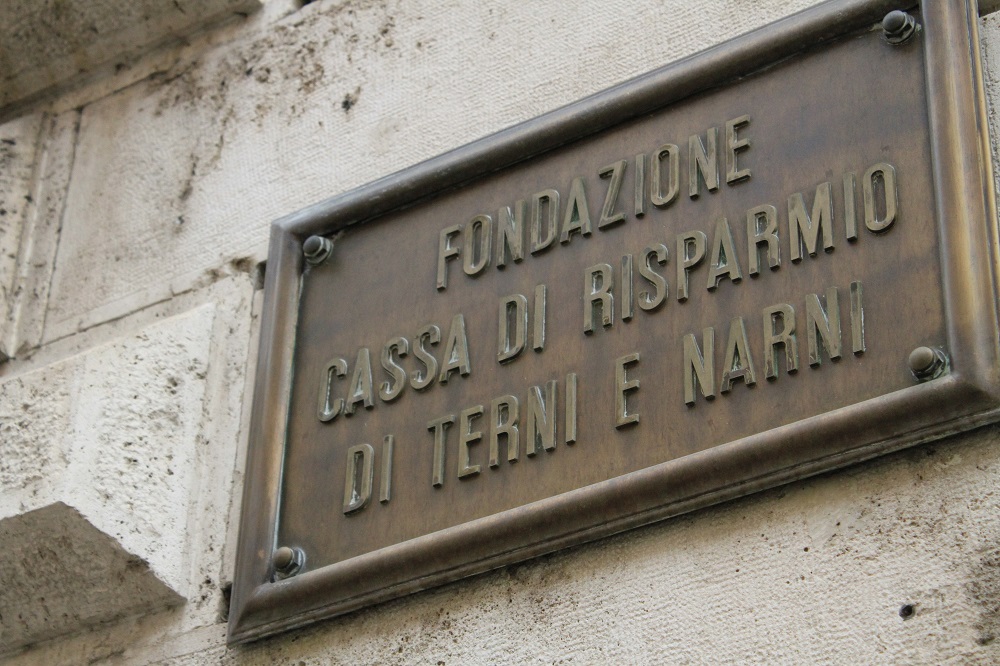 FONDAZIONE
CASSA DI RISPARMIO
DI TERNI E NARNI